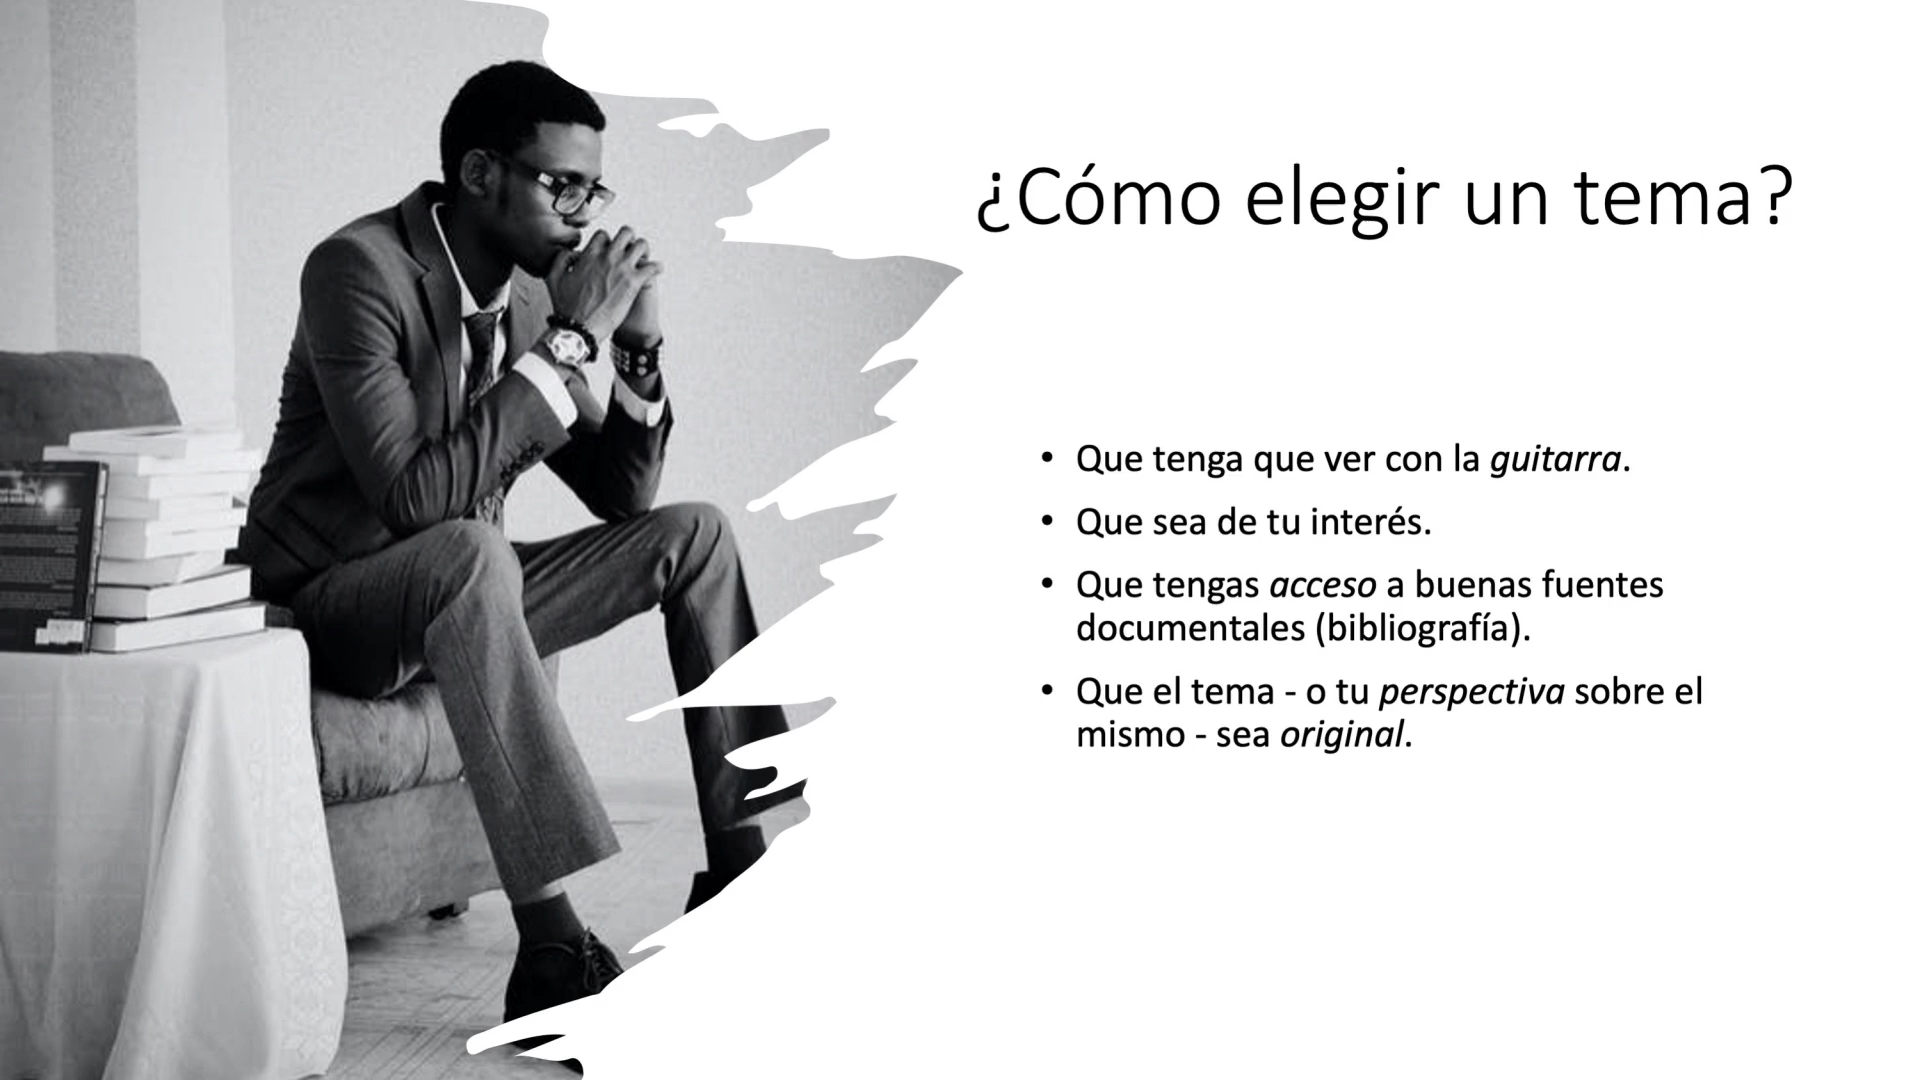 ¿Cómo elegir un tema?
• Que tenga que ver con la guitarra.
• Que sea de tu interés.
• Que tengas acceso a buenas fuentes
documentales (bibliografía).
• Que el tema - o tu perspectiva sobre el
mismo - sea original.